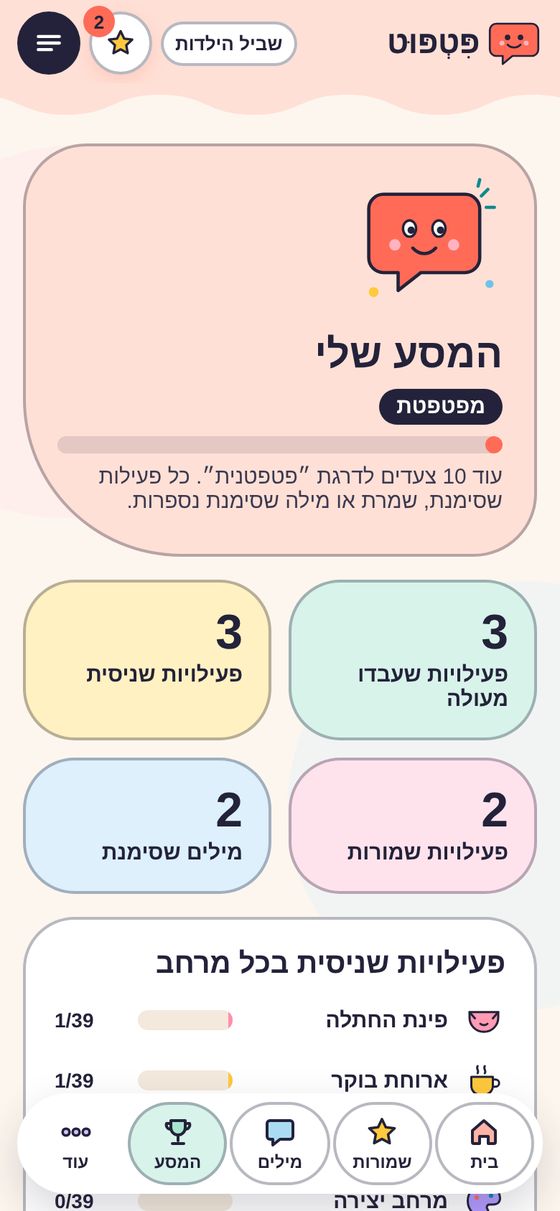 פִּטְפּוּט
שביל הילדות
2
המסע שלי
מפטפטת
עוד 10 צעדים לדרגת ״פטפטנית״. כל פעילות
שסימנת, שמרת או מילה שסימנת נספרות.
3
פעילויות שעבדו
מעולה
3
פעילויות שניסית
2
פעילויות שמורות
2
מילים שסימנת
פעילויות שניסית בכל מרחב
פינת החתלה
1/39
ארוחת בוקר
1/39
בית
שמורות
מילים
המסע
עוד
מרחב יצירה
0/39